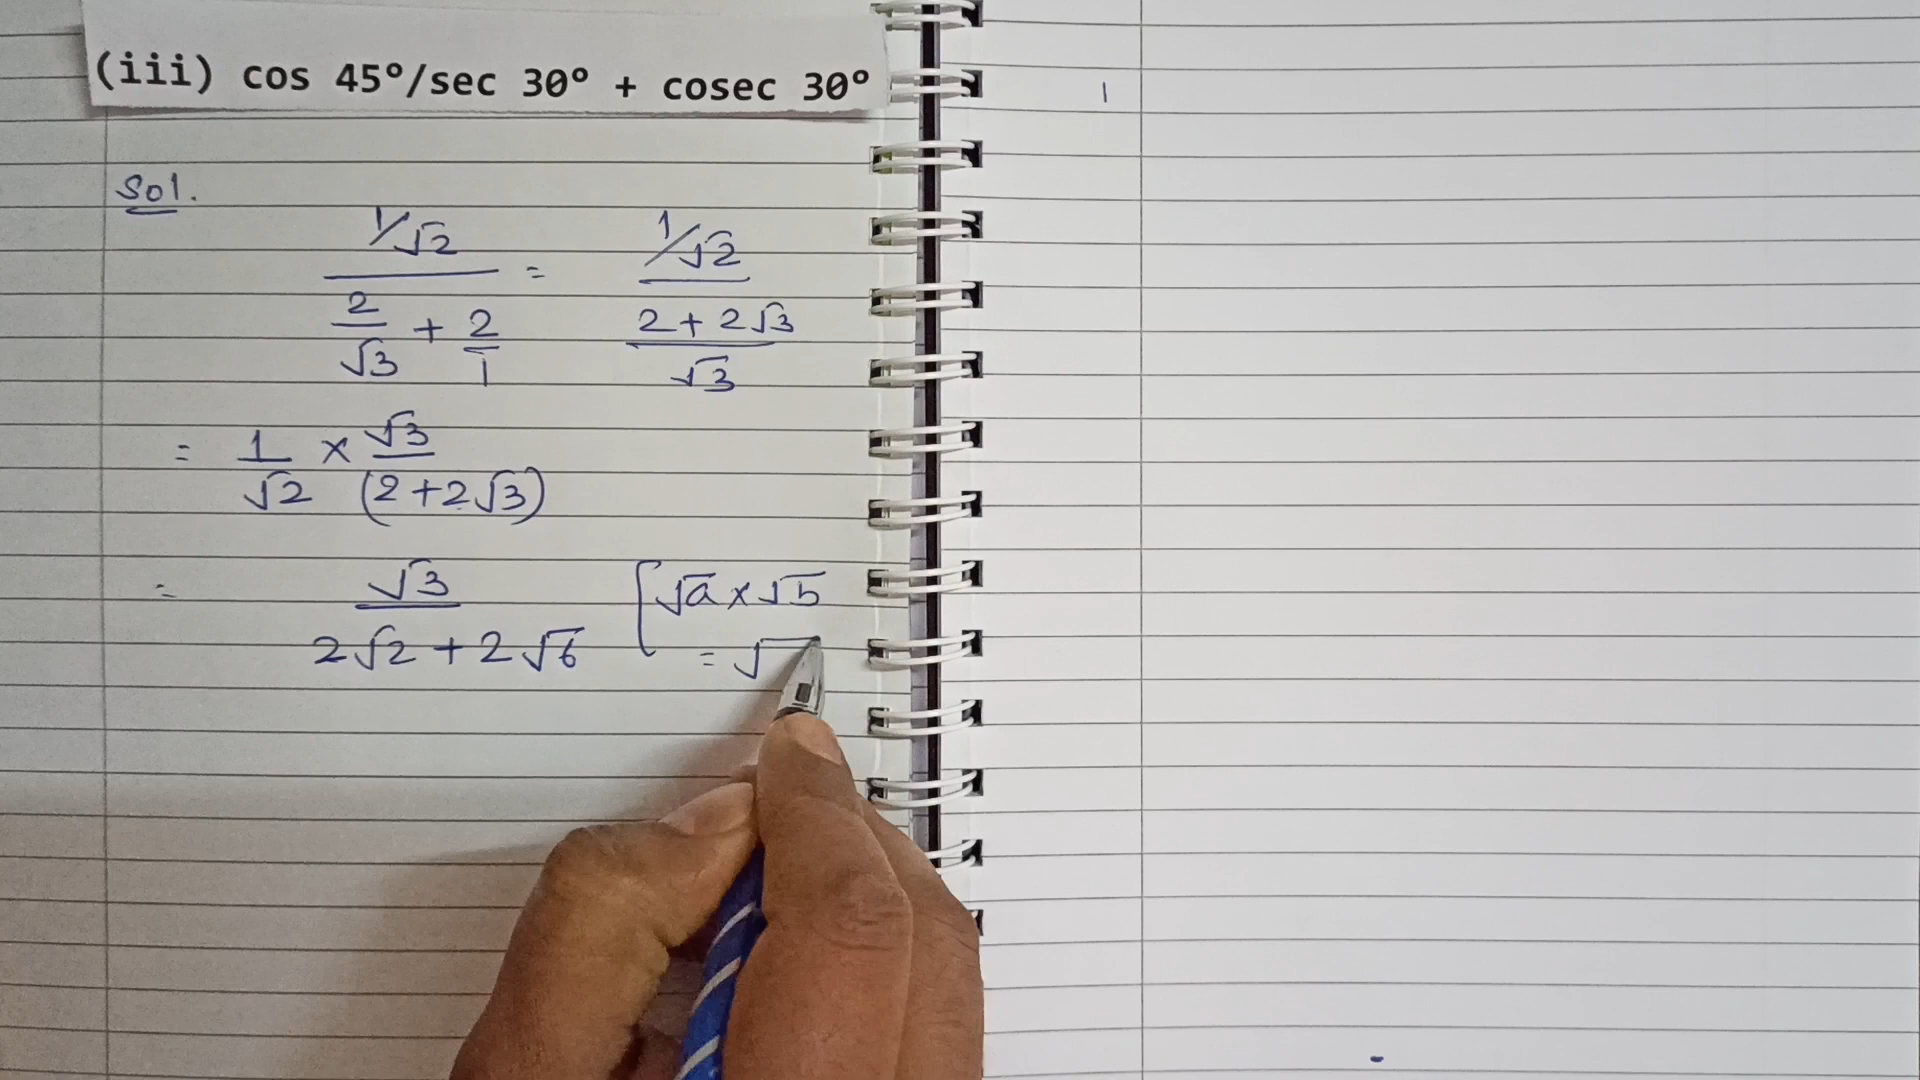 (iii) cos 45°/sec 30° + cosec 30°
Sol.
1/√2 / (2/√3 + 2/1) = 1/√2 / ((2+2√3)/√3)
= 1/√2 × √3/(2+2√3)
= √3/(2√2+2√6) [√a×√b
= √